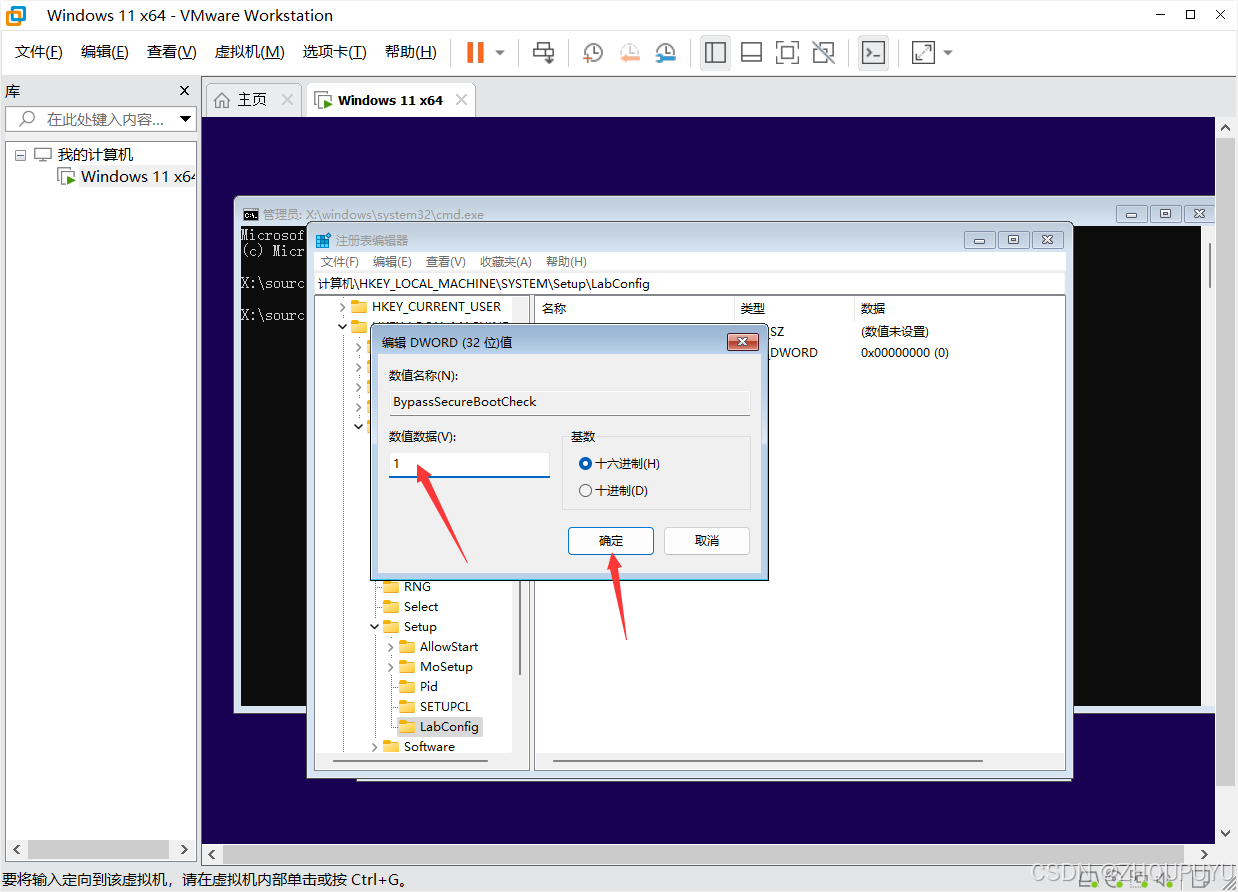 Windows 11 x64 - VMware Workstation
文件(F) 编辑(E) 查看(V) 虚拟机(M) 选项卡(T) 帮助(H)
库
在此处键入内容...
我的计算机
Windows 11 x64
主页
Windows 11 x64
管理员: X:\windows\system32\cmd.exe
Microsof
(c) Micr
X:\sourc
X:\sourc
注册表编辑器
文件(F) 编辑(E) 查看(V) 收藏夹(A) 帮助(H)
计算机\HKEY_LOCAL_MACHINE\SYSTEM\Setup\LabConfig
HKEY_CURRENT_USER
名称 类型 数据
_SZ (数值未设置)
_DWORD 0x00000000 (0)
编辑 DWORD (32 位)值
数值名称(N):
BypassSecureBootCheck
数值数据(V):
1
基数
十六进制(H)
十进制(D)
确定 取消
RNG
Select
Setup
AllowStart
MoSetup
Pid
SETUPCL
LabConfig
Software
要将输入定向到该虚拟机，请在虚拟机内部单击或按 Ctrl+G。
CSDN @ZHOUPUYU